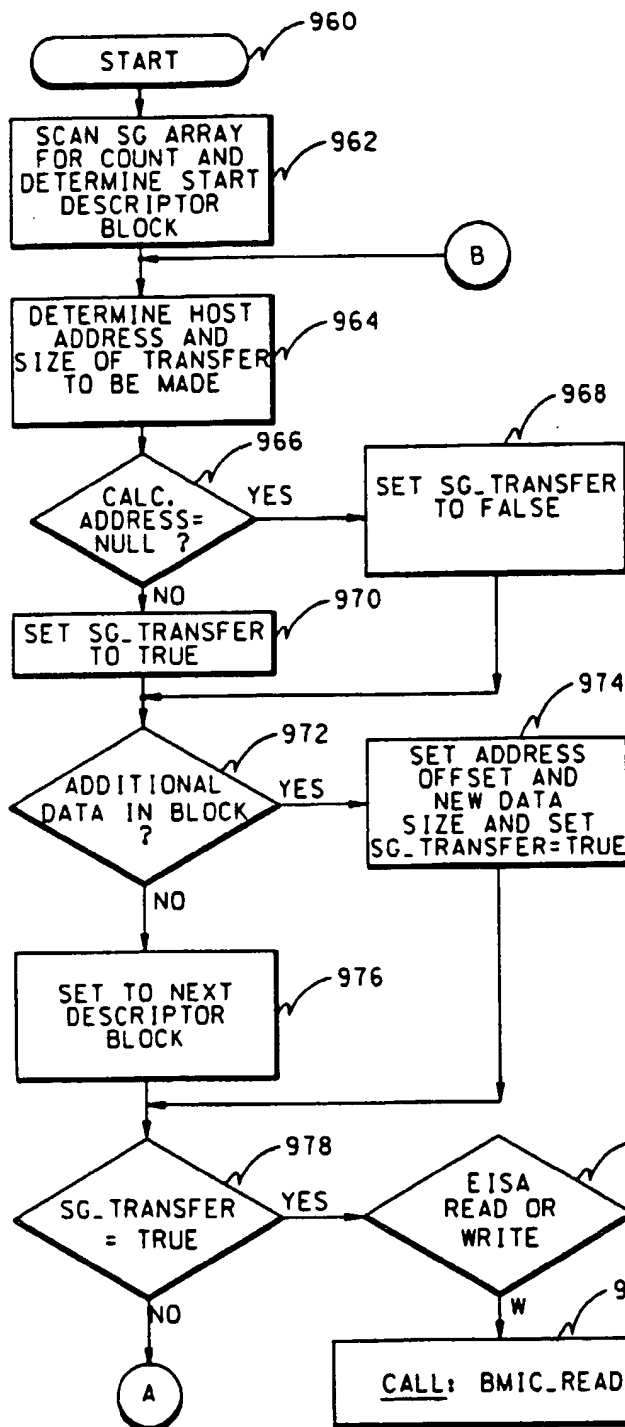 START
960
SCAN SG ARRAY
FOR COUNT AND
DETERMINE START
DESCRIPTOR
BLOCK
962
B
DETERMINE HOST
ADDRESS AND
SIZE OF TRANSFER
TO BE MADE
964
966
CALC.
ADDRESS=
NULL ?
YES
968
SET SG_TRANSFER
TO FALSE
NO
970
SET SG_TRANSFER
TO TRUE
972
ADDITIONAL
DATA IN BLOCK
?
YES
974
SET ADDRESS
OFFSET AND
NEW DATA
SIZE AND SET
SG_TRANSFER=TRUE
NO
SET TO NEXT
DESCRIPTOR
BLOCK
976
978
SG_TRANSFER
= TRUE
YES
EISA
READ OR
WRITE
NO
W
9
A
CALL: BMIC_READ